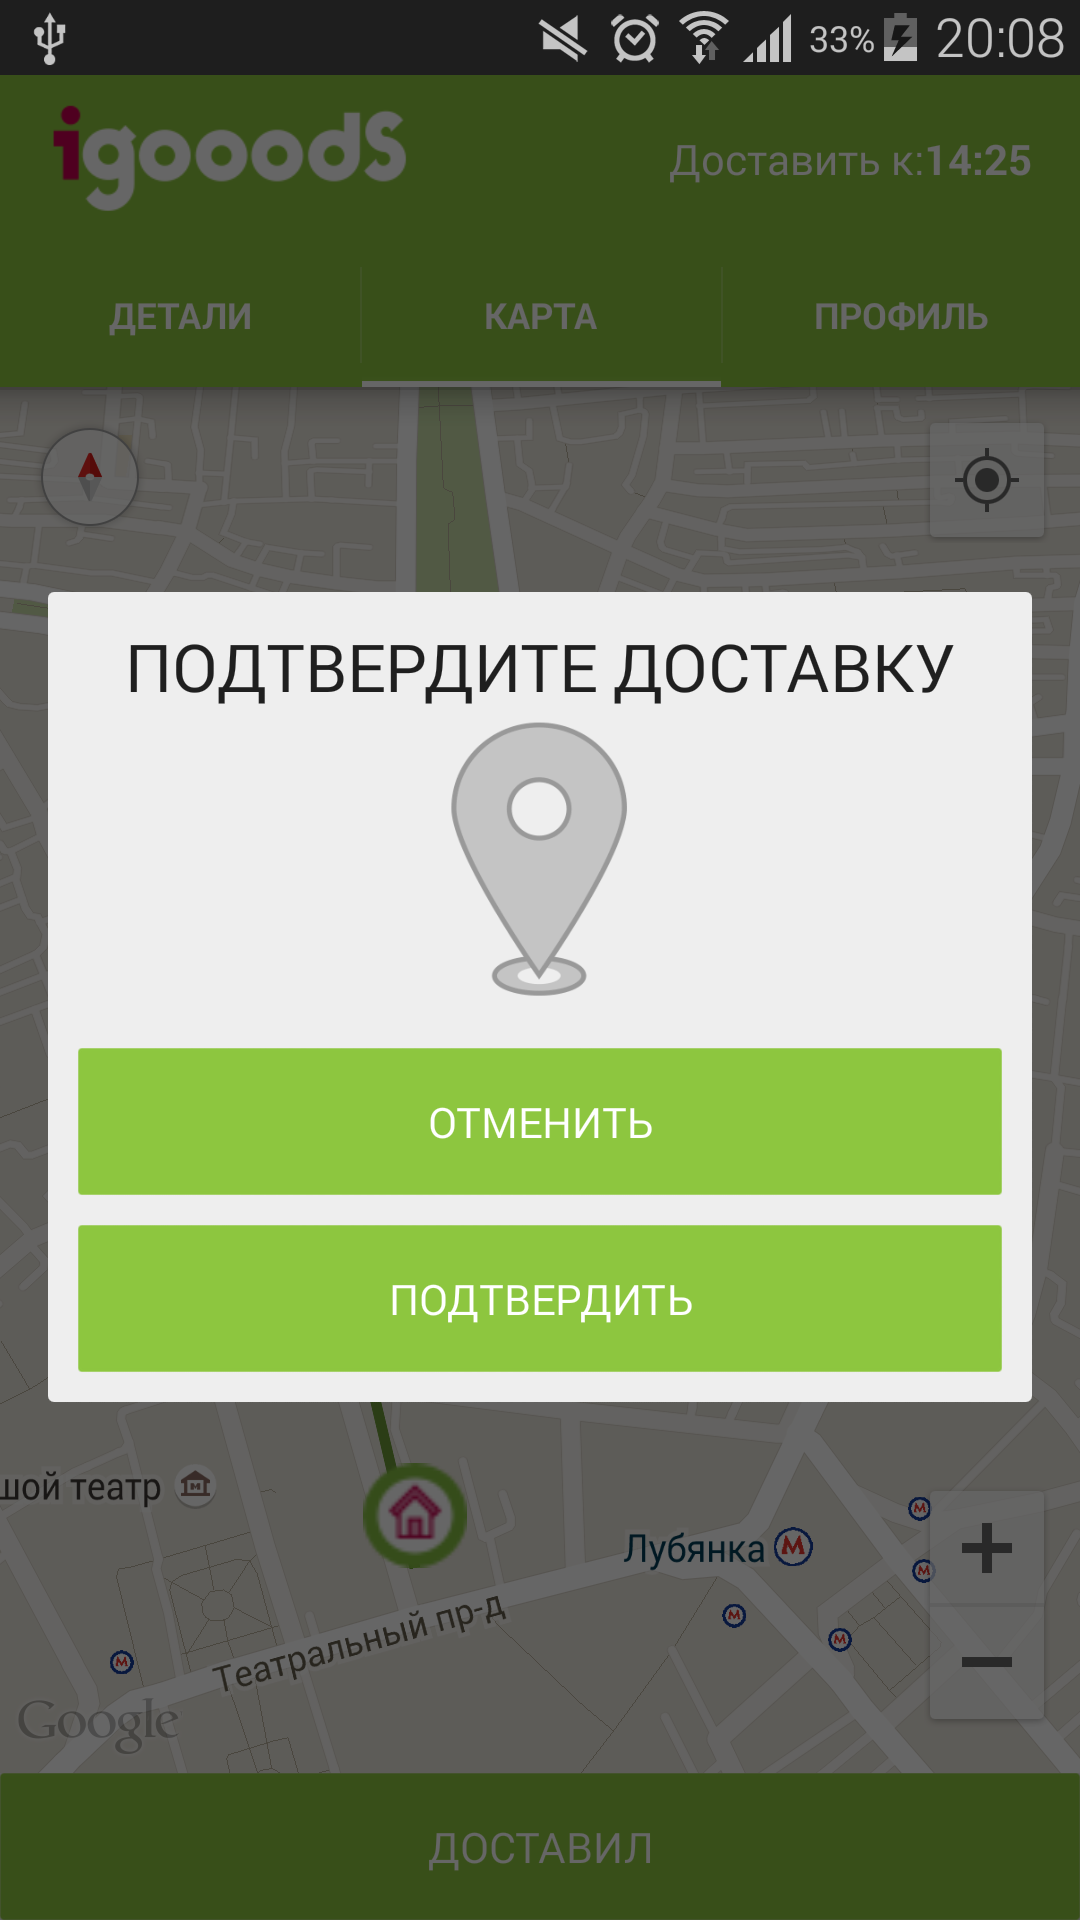 33% 20:08
igooodS
Доставить к:14:25
ДЕТАЛИ КАРТА ПРОФИЛЬ
ПОДТВЕРДИТЕ ДОСТАВКУ
ОТМЕНИТЬ
ПОДТВЕРДИТЬ
шой театр
Лубянка
Театральный пр-д
Google
ДОСТАВИЛ